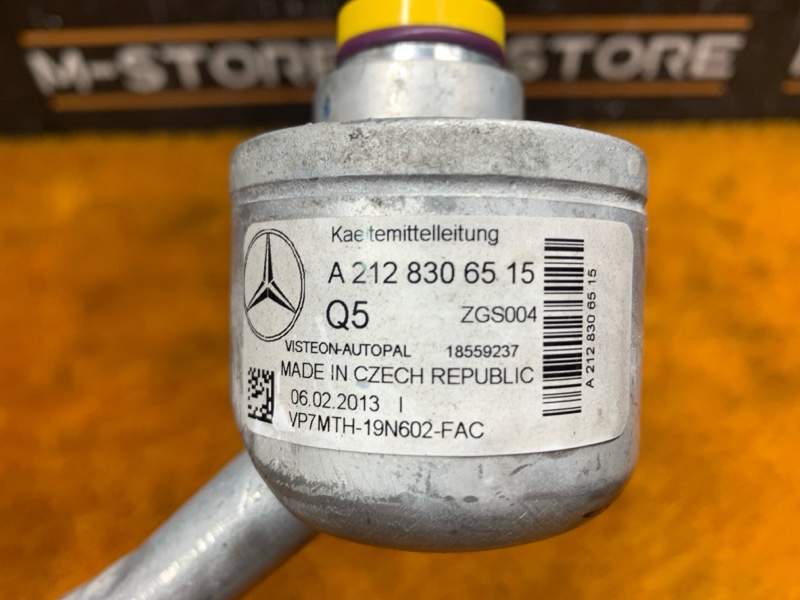 M-STORE
STORE
Kaeltemittelleitung
A 212 830 65 15
Q5 ZGS004
VISTEON-AUTOPAL 18559237
MADE IN CZECH REPUBLIC
06.02.2013 I
VP7MTH-19N602-FAC
A 212 830 65 15